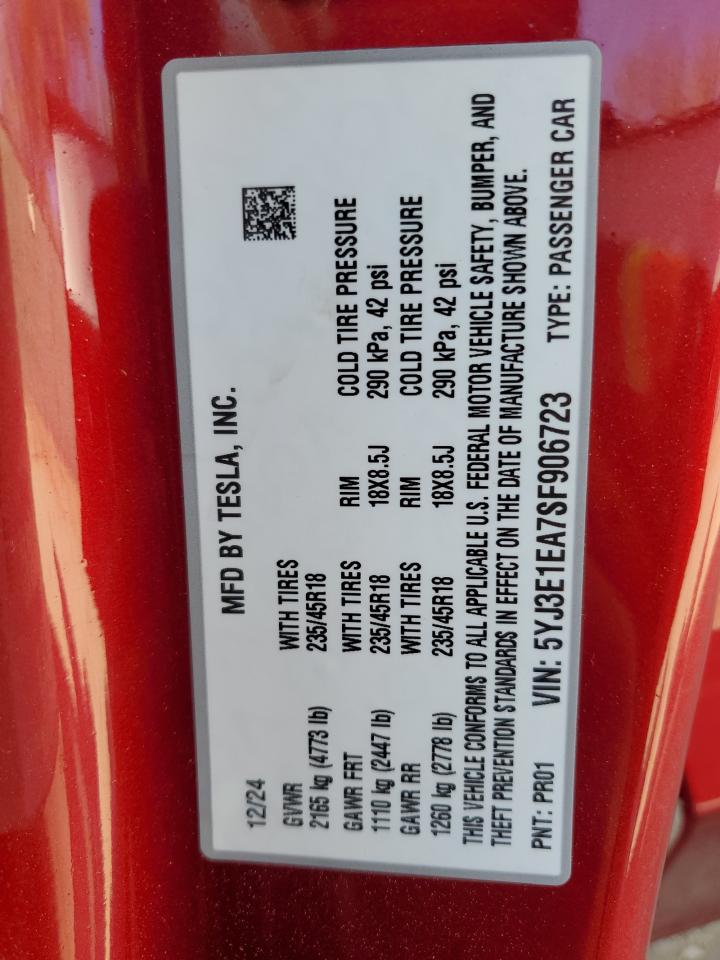 MFD BY TESLA, INC.
12/24
GVWR WITH TIRES
2165 kg (4773 lb) 235/45R18
GAWR FRT WITH TIRES RIM COLD TIRE PRESSURE
1110 kg (2447 lb) 235/45R18 18X8.5J 290 kPa, 42 psi
GAWR RR WITH TIRES RIM COLD TIRE PRESSURE
1260 kg (2778 lb) 235/45R18 18X8.5J 290 kPa, 42 psi
THIS VEHICLE CONFORMS TO ALL APPLICABLE U.S. FEDERAL MOTOR VEHICLE SAFETY, BUMPER, AND
THEFT PREVENTION STANDARDS IN EFFECT ON THE DATE OF MANUFACTURE SHOWN ABOVE.
PNT: PR01 VIN: 5YJ3E1EA7SF906723 TYPE: PASSENGER CAR